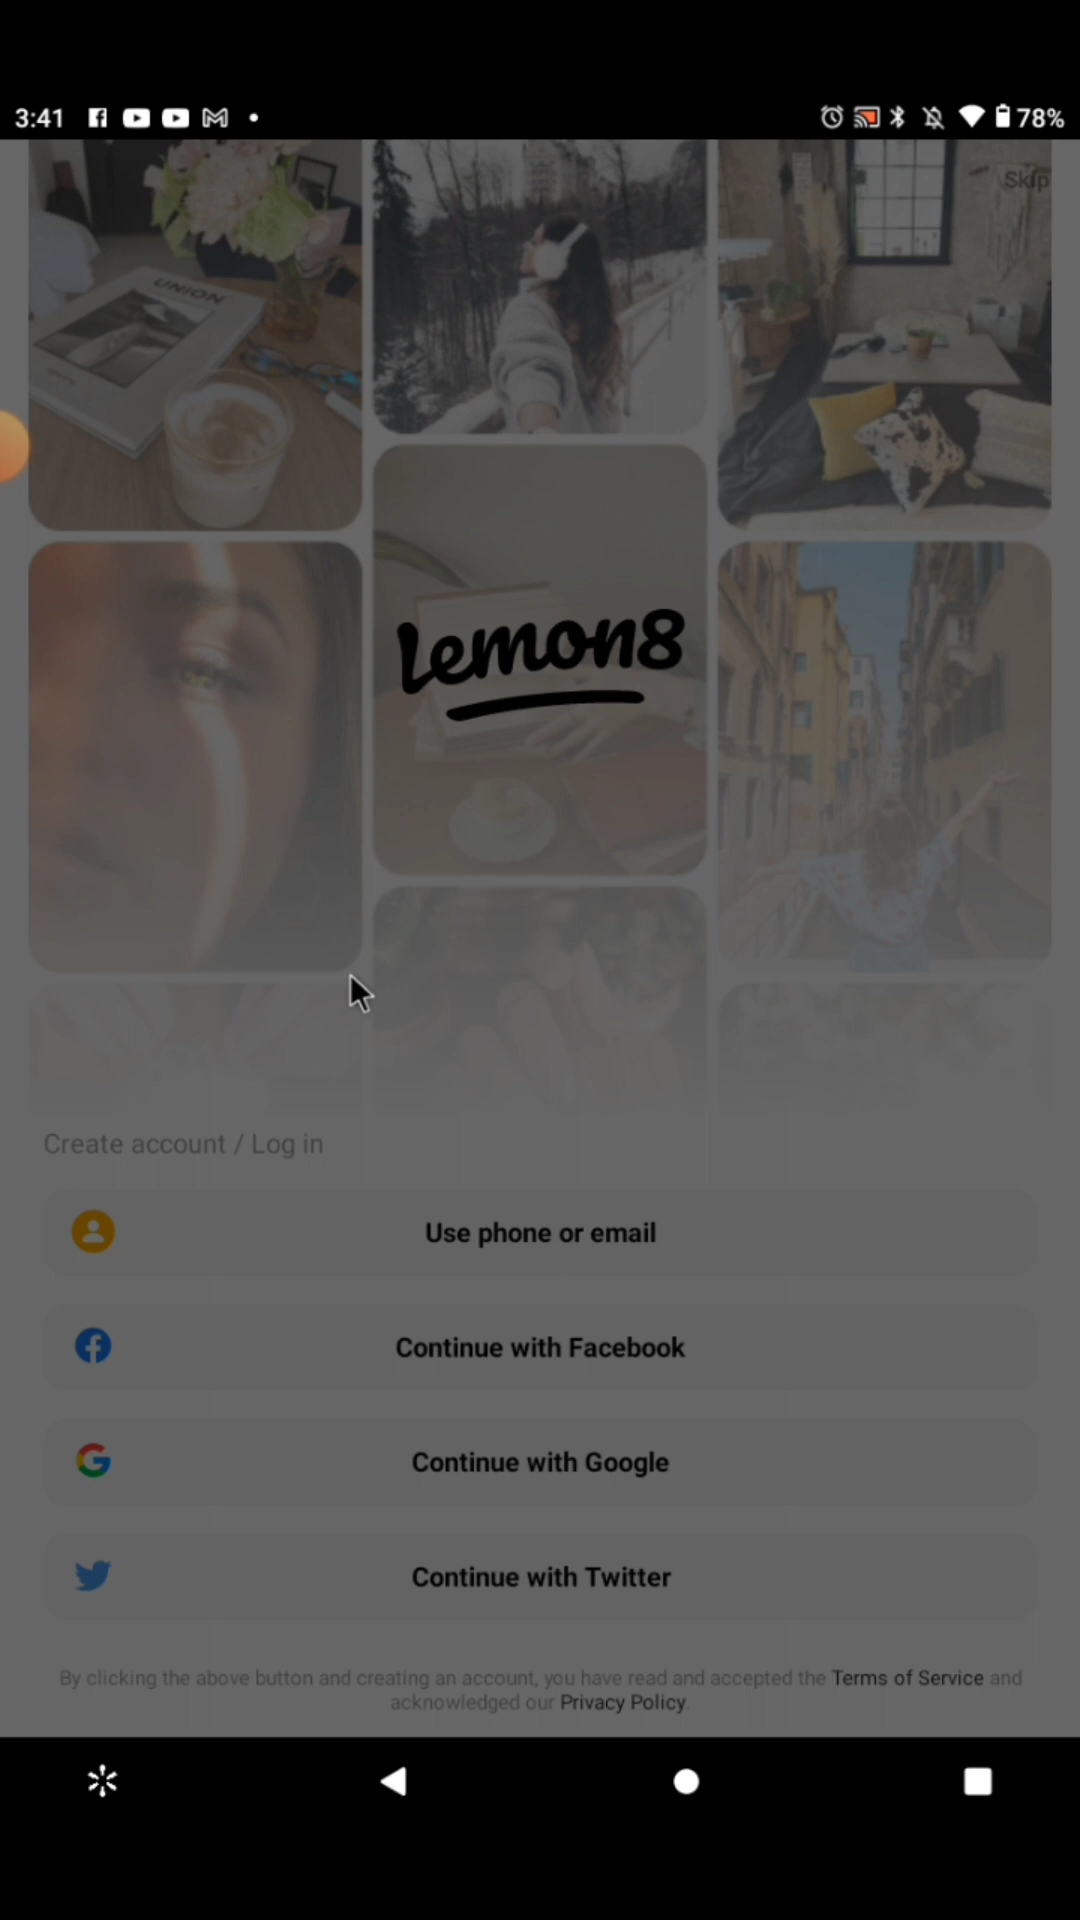 3:41
78%
Skip
UNION
Lemon8
Create account / Log in
Use phone or email
Continue with Facebook
Continue with Google
Continue with Twitter
By clicking the above button and creating an account, you have read and accepted the Terms of Service and
acknowledged our Privacy Policy.